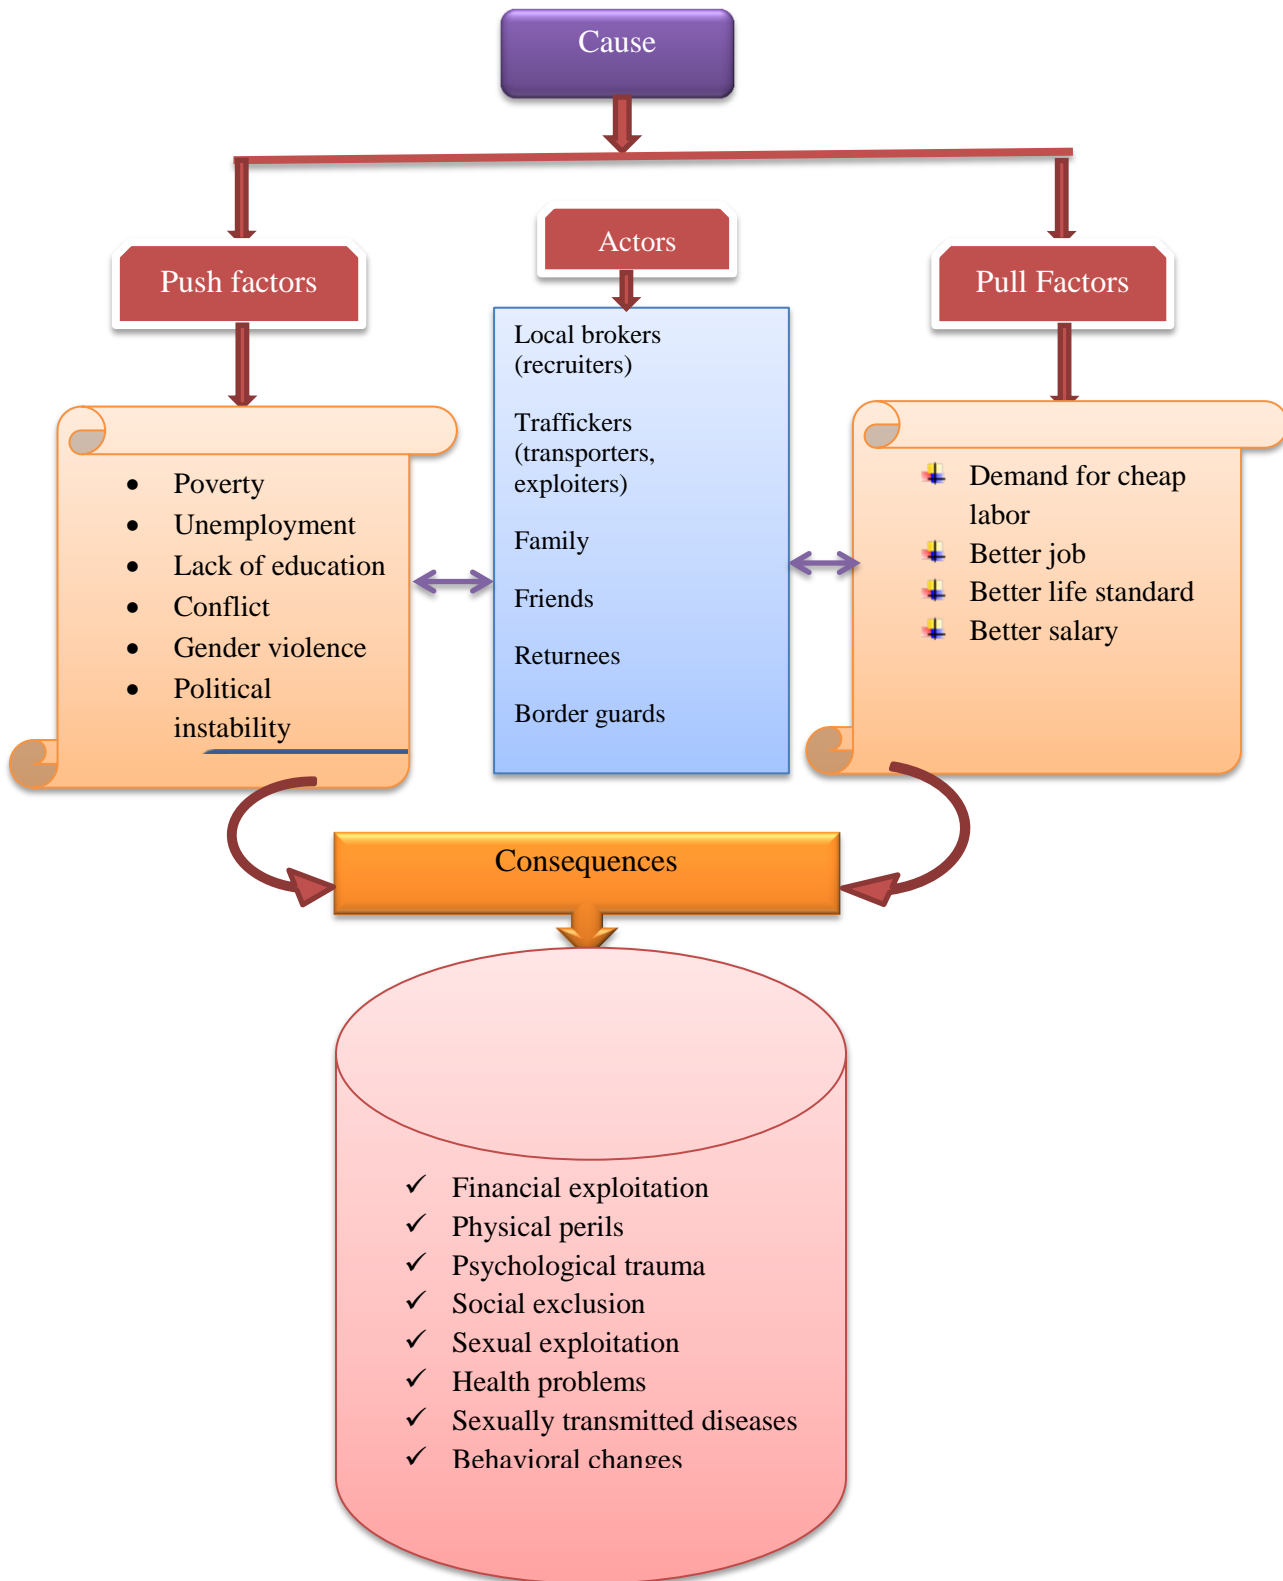 Cause
Push factors
Actors
Pull Factors
Poverty
Unemployment
Lack of education
Conflict
Gender violence
Political
instability
Local brokers
(recruiters)
Traffickers
(transporters,
exploiters)
Family
Friends
Returnees
Border guards
Demand for cheap
labor
Better job
Better life standard
Better salary
Consequences
Financial exploitation
Physical perils
Psychological trauma
Social exclusion
Sexual exploitation
Health problems
Sexually transmitted diseases
Behavioral changes